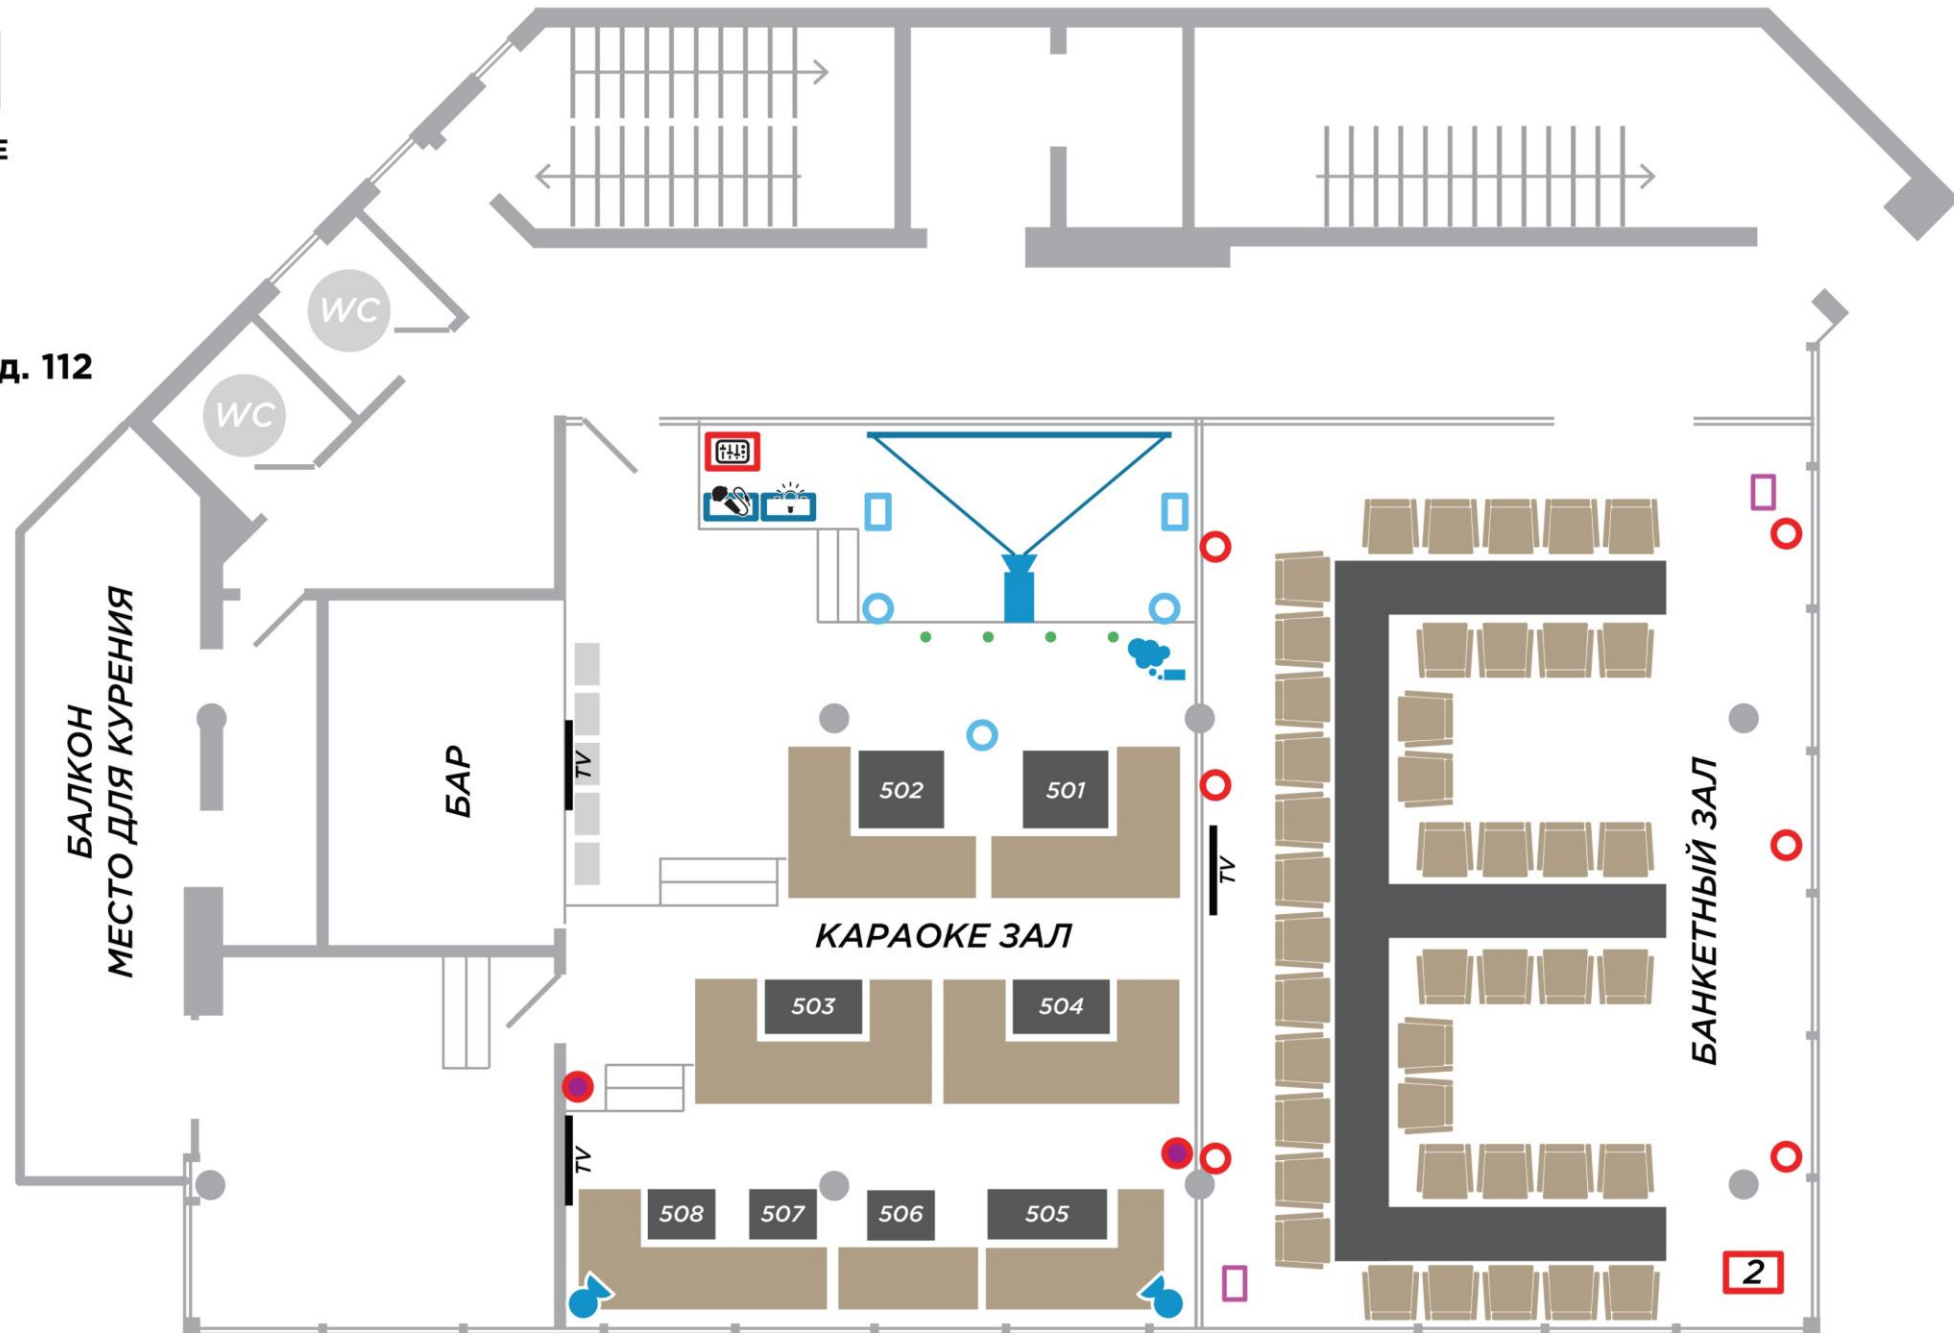 Е
д. 112
WC
WC
БАЛКОН
МЕСТО ДЛЯ КУРЕНИЯ
БАР
TV
502
501
TV
КАРАОКЕ ЗАЛ
503
504
TV
508
507
506
505
БАНКЕТНЫЙ ЗАЛ
2